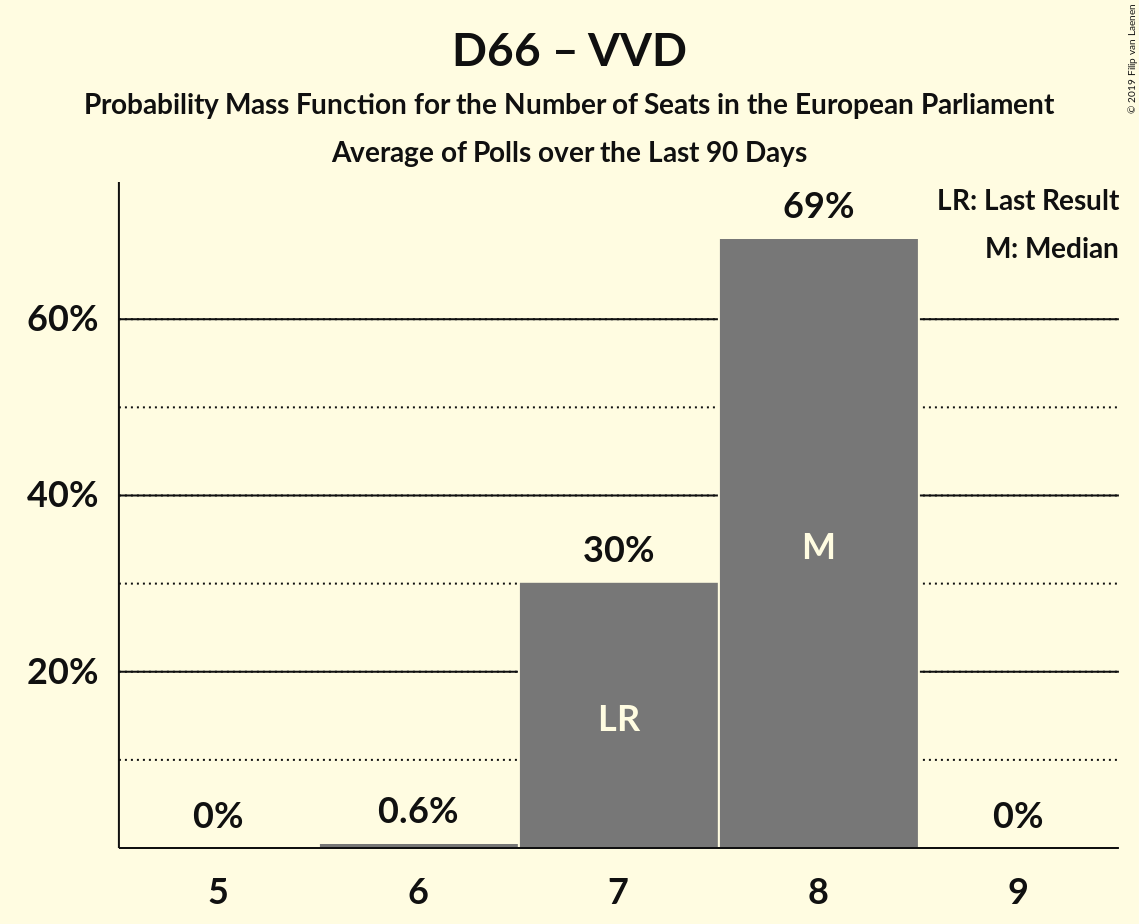 D66 – VVD
Probability Mass Function for the Number of Seats in the European Parliament
Average of Polls over the Last 90 Days
© 2019 Filip van Laenen
LR: Last Result
M: Median
69%
60%
40%
30%
20%
M
LR
0%
0.6%
0%
5
6
7
8
9